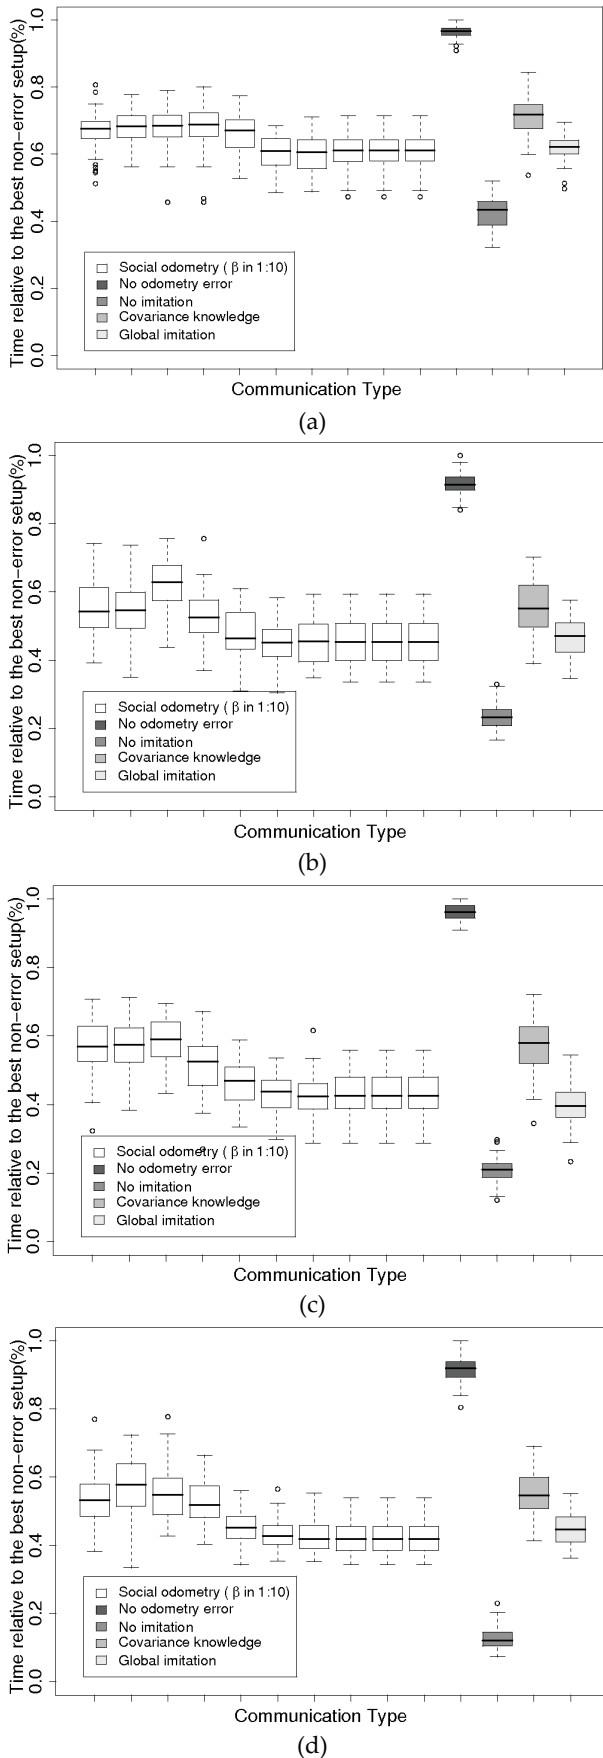 Time relative to the best non−error setup(%)
0.0 0.2 0.4 0.6 0.8 1.0
Social odometry ( β in 1:10)
No odometry error
No imitation
Covariance knowledge
Global imitation
Communication Type
(a)
Time relative to the best non−error setup(%)
0.0 0.2 0.4 0.6 0.8 1.0
Social odometry ( β in 1:10)
No odometry error
No imitation
Covariance knowledge
Global imitation
Communication Type
(b)
Time relative to the best non−error setup(%)
0.0 0.2 0.4 0.6 0.8 1.0
Social odometry ( β in 1:10)
No odometry error
No imitation
Covariance knowledge
Global imitation
Communication Type
(c)
Time relative to the best non−error setup(%)
0.0 0.2 0.4 0.6 0.8 1.0
Social odometry ( β in 1:10)
No odometry error
No imitation
Covariance knowledge
Global imitation
Communication Type
(d)